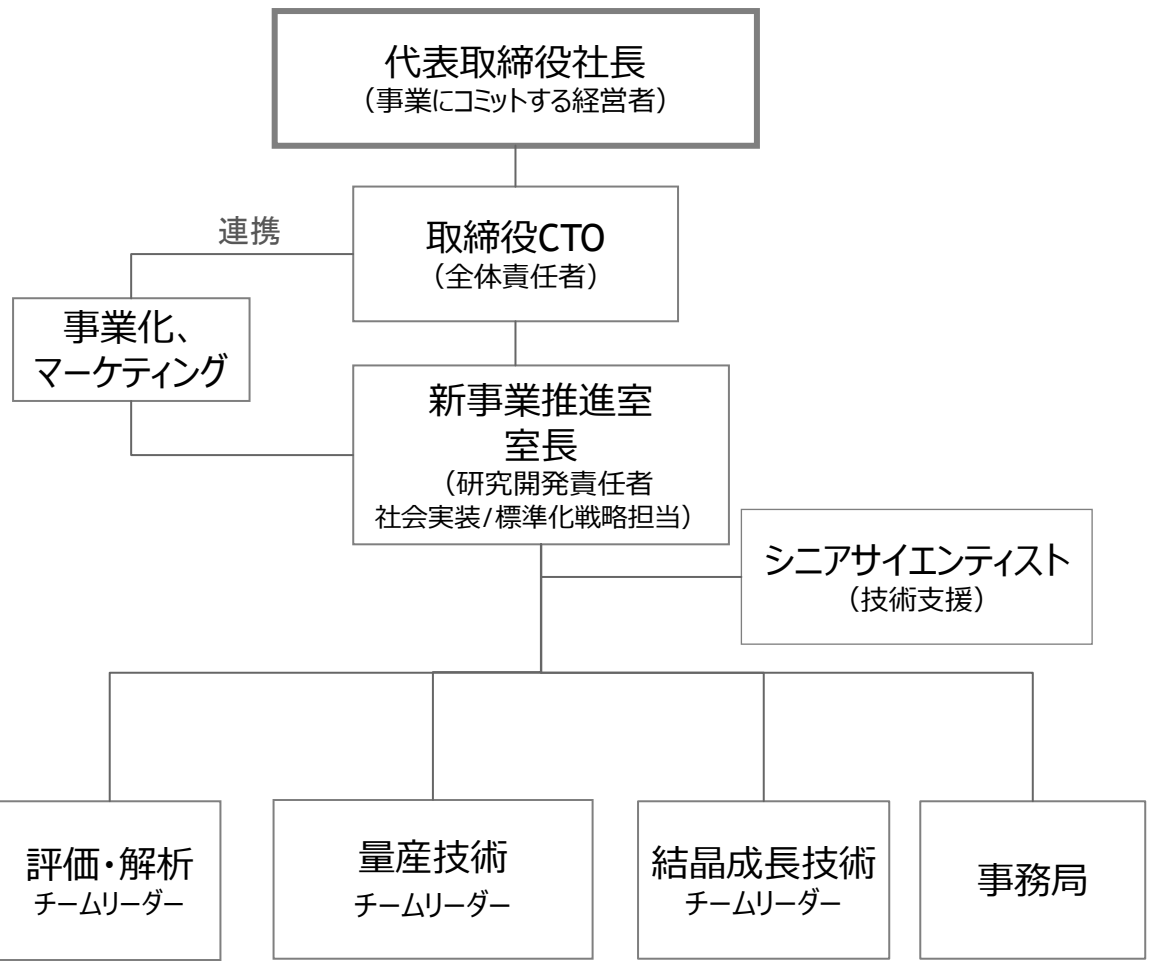 代表取締役社長
（事業にコミットする経営者）
連携
取締役CTO
（全体責任者）
事業化、
マーケティング
新事業推進室
室長
（研究開発責任者
社会実装/標準化戦略担当）
シニアサイエンティスト
（技術支援）
評価・解析
チームリーダー
量産技術
チームリーダー
結晶成長技術
チームリーダー
事務局